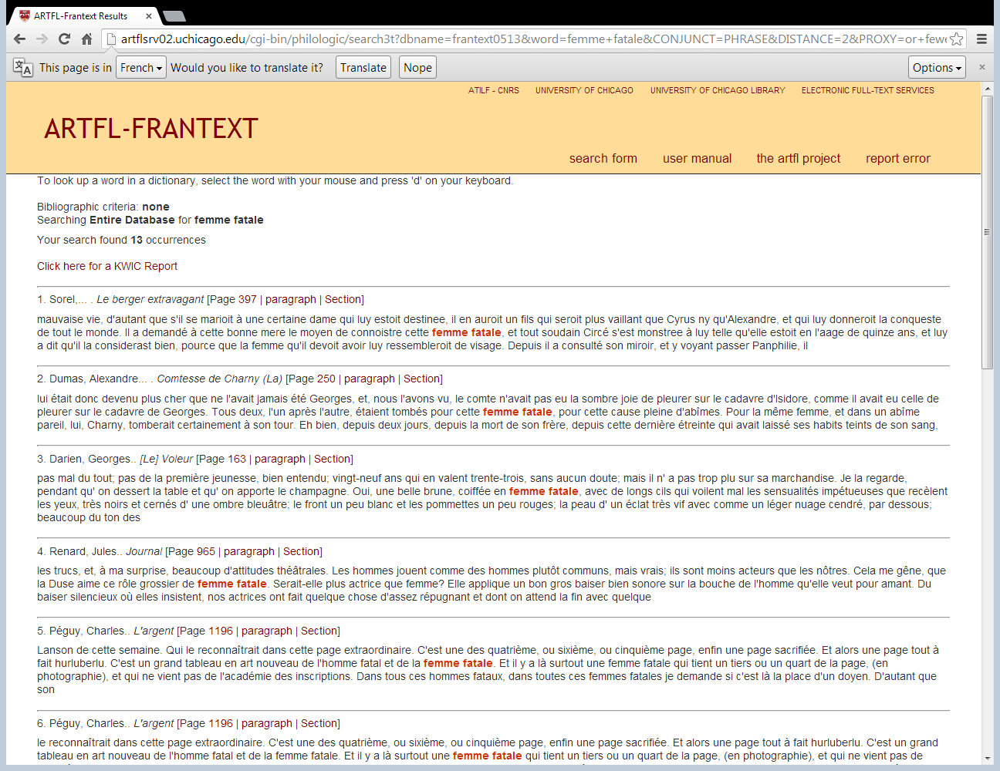 ARTFL-Frantext Results
artflsrv02.uchicago.edu/cgi-bin/philologic/search3t?dbname=frantext0513&word=femme+fatale&CONJUNCT=PHRASE&DISTANCE=2&PROXY=or+fewe
This page is in French Would you like to translate it? Translate Nope Options
ATILF - CNRS UNIVERSITY OF CHICAGO UNIVERSITY OF CHICAGO LIBRARY ELECTRONIC FULL-TEXT SERVICES
ARTFL-FRANTEXT
search form user manual the artfl project report error
To look up a word in a dictionary, select the word with your mouse and press 'd' on your keyboard.
Bibliographic criteria: none
Searching Entire Database for femme fatale
Your search found 13 occurrences
Click here for a KWIC Report
1. Sorel,... . Le berger extravagant [Page 397 | paragraph | Section]
mauvaise vie, d'autant que s'il se marioit à une certaine dame qui luy estoit destinee, il en auroit un fils qui seroit plus vaillant que Cyrus ny qu'Alexandre, et qui luy donneroit la conqueste
de tout le monde. Il a demandé à cette bonne mere le moyen de connoistre cette femme fatale, et tout soudain Circé s'est monstree à luy telle qu'elle estoit en l'aage de quinze ans, et luy
a dit qu'il la considerast bien, pource que la femme qu'il devoit avoir luy ressembleroit de visage. Depuis il a consulté son miroir, et y voyant passer Panphilie, il
2. Dumas, Alexandre... . Comtesse de Charny (La) [Page 250 | paragraph | Section]
lui était donc devenu plus cher que ne l'avait jamais été Georges, et, nous l'avons vu, le comte n'avait pas eu la sombre joie de pleurer sur le cadavre d'Isidore, comme il avait eu celle de
pleurer sur le cadavre de Georges. Tous deux, l'un après l'autre, étaient tombés pour cette femme fatale, pour cette cause pleine d'abîmes. Pour la même femme, et dans un abîme
pareil, lui, Charny, tomberait certainement à son tour. Eh bien, depuis deux jours, depuis la mort de son frère, depuis cette dernière étreinte qui avait laissé ses habits teints de son sang,
3. Darien, Georges.. [Le] Voleur [Page 163 | paragraph | Section]
pas mal du tout; pas de la première jeunesse, bien entendu; vingt-neuf ans qui en valent trente-trois, sans aucun doute; mais il n' a pas trop plu sur sa marchandise. Je la regarde,
pendant qu' on dessert la table et qu' on apporte le champagne. Oui, une belle brune, coiffée en femme fatale, avec de longs cils qui voilent mal les sensualités impétueuses que recèlent
les yeux, très noirs et cernés d' une ombre bleuâtre; le front un peu blanc et les pommettes un peu rouges; la peau d' un éclat très vif avec comme un léger nuage cendré, par dessous;
beaucoup du ton des
4. Renard, Jules.. Journal [Page 965 | paragraph | Section]
les trucs, et, à ma surprise, beaucoup d'attitudes théâtrales. Les hommes jouent comme des hommes plutôt communs, mais vrais; ils sont moins acteurs que les nôtres. Cela me gêne, que
la Duse aime ce rôle grossier de femme fatale. Serait-elle plus actrice que femme? Elle applique un bon gros baiser bien sonore sur la bouche de l'homme qu'elle veut pour amant. Du
baiser silencieux où elles insistent, nos actrices ont fait quelque chose d'assez répugnant et dont on attend la fin avec quelque
5. Péguy, Charles.. L'argent [Page 1196 | paragraph | Section]
Lanson de cette semaine. Qui le reconnaîtrait dans cette page extraordinaire. C'est une des quatrième, ou sixième, ou cinquième page, enfin une page sacrifiée. Et alors une page tout à
fait hurluberlu. C'est un grand tableau en art nouveau de l'homme fatal et de la femme fatale. Et il y a là surtout une femme fatale qui tient un tiers ou un quart de la page, (en
photographie), et qui ne vient pas de l'académie des inscriptions. Dans tous ces hommes fataux, dans toutes ces femmes fatales je demande si c'est là la place d'un doyen. D'autant que
son
6. Péguy, Charles.. L'argent [Page 1196 | paragraph | Section]
le reconnaîtrait dans cette page extraordinaire. C'est une des quatrième, ou sixième, ou cinquième page, enfin une page sacrifiée. Et alors une page tout à fait hurluberlu. C'est un grand
tableau en art nouveau de l'homme fatal et de la femme fatale. Et il y a là surtout une femme fatale qui tient un tiers ou un quart de la page, (en photographie), et qui ne vient pas de